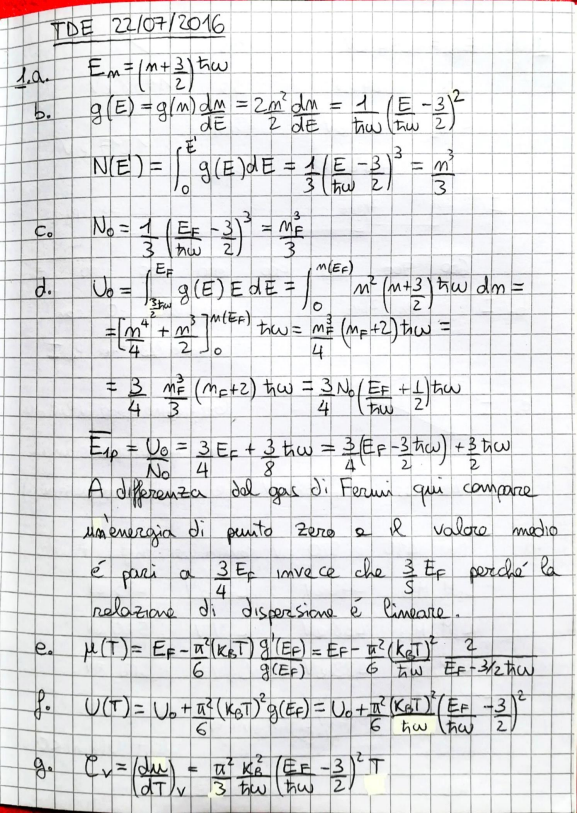 TDE 22/07/2016
1.a. E_n = (n + 3/2) ħω
b. g(E) = g(n) dn/dE = 2n²/2 dn/dE = 1/ħω (E/ħω - 3/2)²
N(E') = ∫₀^E' g(E) dE = 1/3 (E/ħω - 3/2)³ = n³/3
c. N₀ = 1/3 (E_F/ħω - 3/2)³ = n_F³/3
d. U₀ = ∫_{3/2 ħω}^{E_F} g(E) E dE = ∫₀^{n(E_F)} n² (n + 3/2) ħω dn =
= [n⁴/4 + n³/2]₀^{n(E_F)} ħω = n_F³/4 (n_F + 2) ħω =
= 3/4 n_F³/3 (n_F + 2) ħω = 3/4 N₀ (E_F/ħω + 1/2) ħω
E̅_1p = U₀/N₀ = 3/4 E_F + 3/8 ħω = 3/4 (E_F - 3/2 ħω) + 3/2 ħω
A differenza del gas di Fermi qui compare
un'energia di punto zero e il valore medio
é pari a 3/4 E_F invece che 3/5 E_F perché la
relazione di dispersione é lineare.
e. μ(T) = E_F - π²/6 (K_BT)² g'(E_F)/g(E_F) = E_F - π²/6 (K_BT)²/ħω 2/(E_F - 3/2 ħω)
f. U(T) = U₀ + π²/6 (K_BT)² g(E_F) = U₀ + π²/6 (K_BT)²/ħω (E_F/ħω - 3/2)²
g. C_V = (du/dT)_V = π²/3 K_B²/ħω (E_F/ħω - 3/2)² T